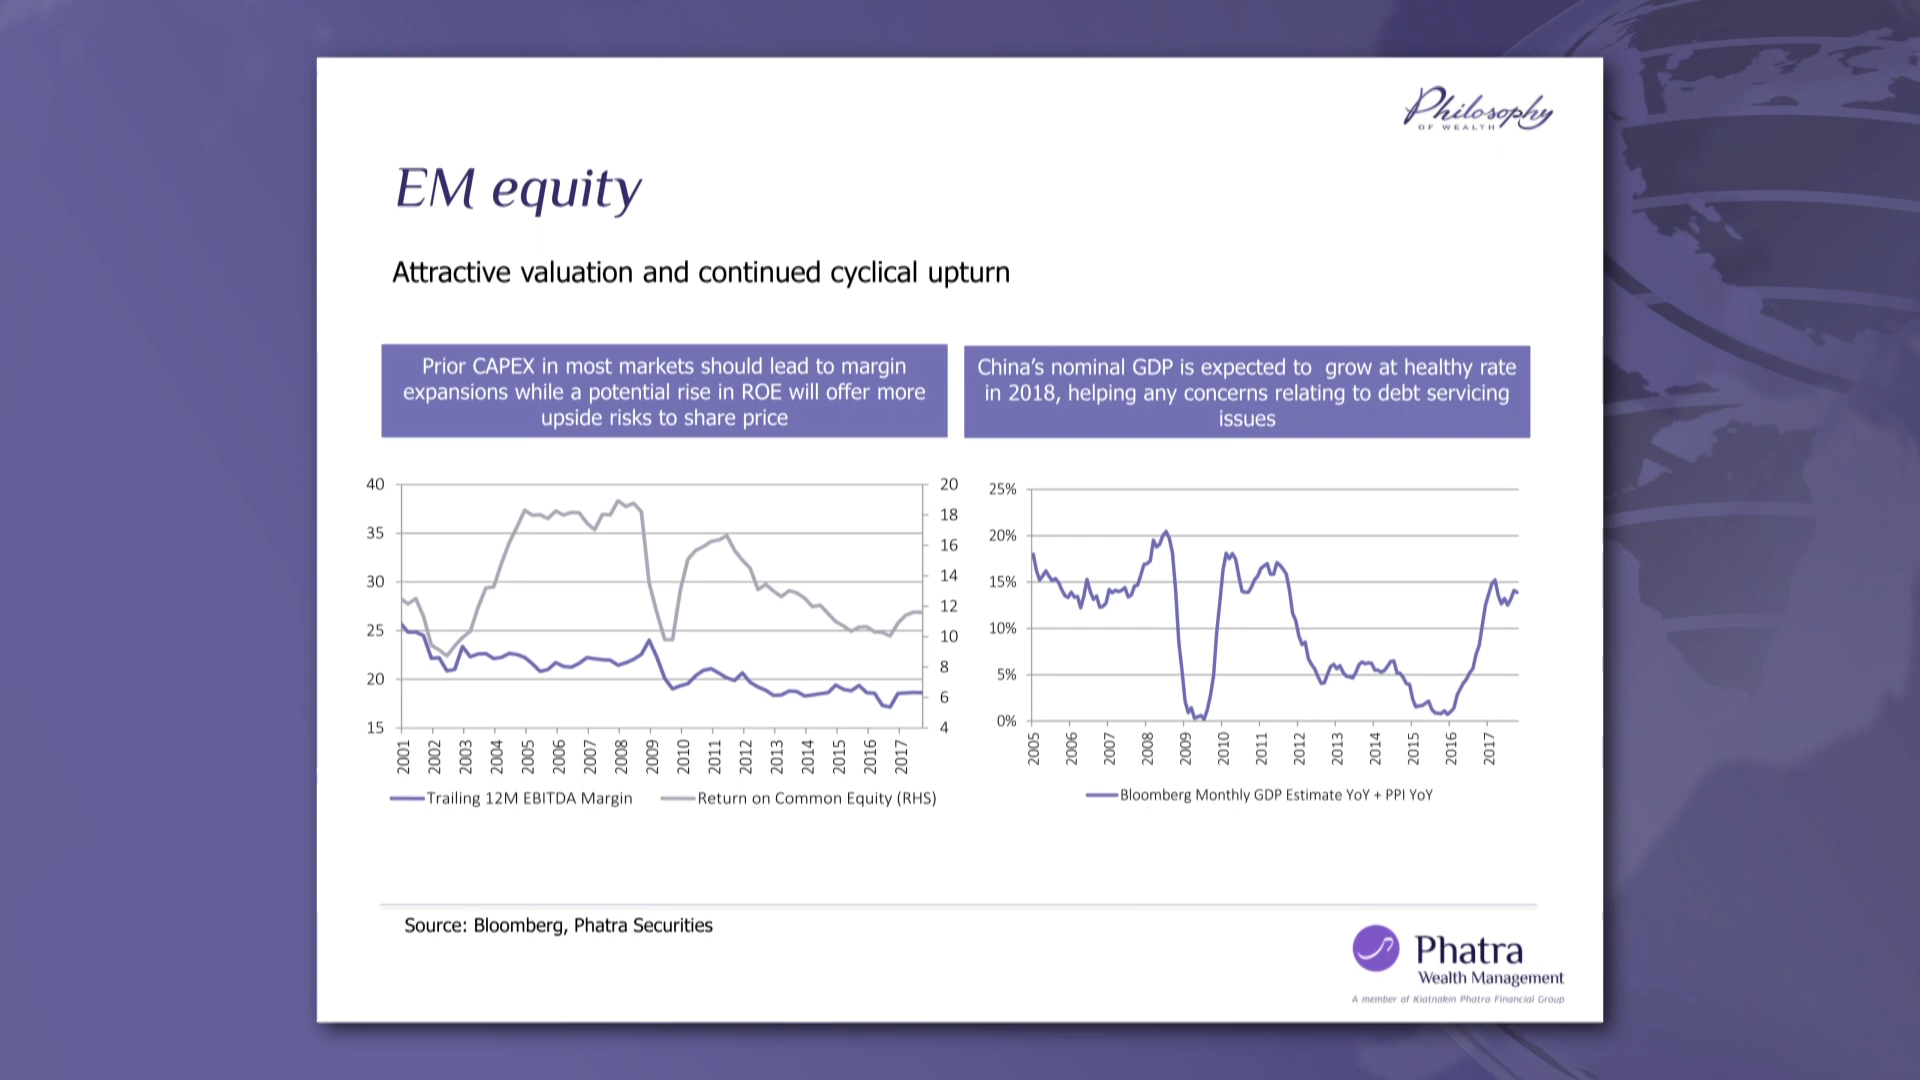 Philosophy
OF WEALTH
EM equity
Attractive valuation and continued cyclical upturn
Prior CAPEX in most markets should lead to margin
expansions while a potential rise in ROE will offer more
upside risks to share price
China's nominal GDP is expected to  grow at healthy rate
in 2018, helping any concerns relating to debt servicing
issues
40
35
30
25
20
15
20
18
16
14
12
10
8
6
4
2001 2002 2003 2004 2005 2006 2007 2008 2009 2010 2011 2012 2013 2014 2015 2016 2017
Trailing 12M EBITDA Margin Return on Common Equity (RHS)
25%
20%
15%
10%
5%
0%
2005 2006 2007 2008 2009 2010 2011 2012 2013 2014 2015 2016 2017
Bloomberg Monthly GDP Estimate YoY + PPI YoY
Source: Bloomberg, Phatra Securities
Phatra
Wealth Management
A member of Kiatnakin Phatra Financial Group